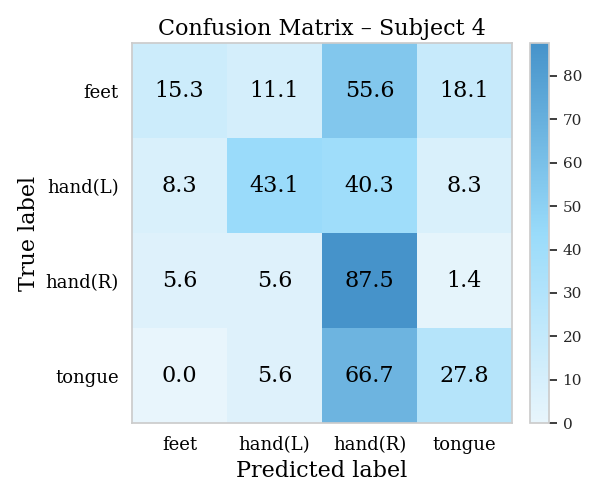 Confusion Matrix – Subject 4
True label
feet 15.3 11.1 55.6 18.1
hand(L) 8.3 43.1 40.3 8.3
hand(R) 5.6 5.6 87.5 1.4
tongue 0.0 5.6 66.7 27.8
feet hand(L) hand(R) tongue
Predicted label
80
70
60
50
40
30
20
10
0